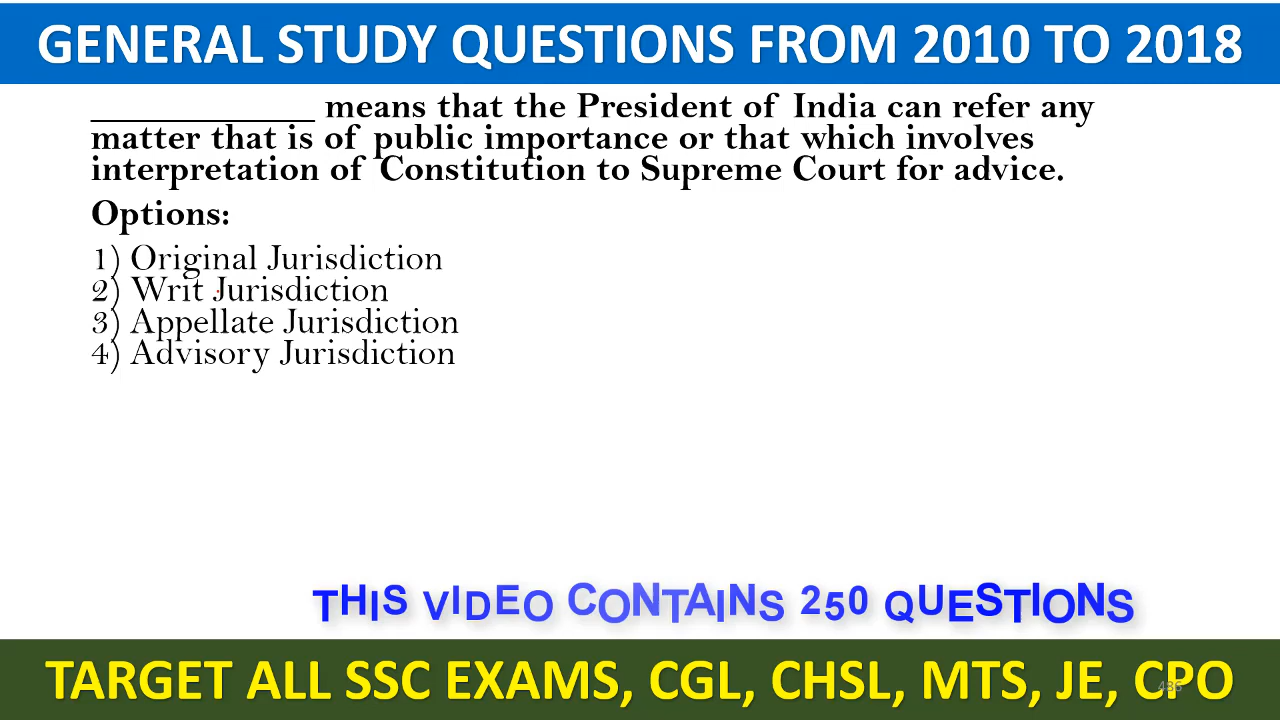 GENERAL STUDY QUESTIONS FROM 2010 TO 2018
____________ means that the President of India can refer any
matter that is of public importance or that which involves
interpretation of Constitution to Supreme Court for advice.
Options:
1) Original Jurisdiction
2) Writ Jurisdiction
3) Appellate Jurisdiction
4) Advisory Jurisdiction
THIS VIDEO CONTAINS 250 QUESTIONS
TARGET ALL SSC EXAMS, CGL, CHSL, MTS, JE, CPO